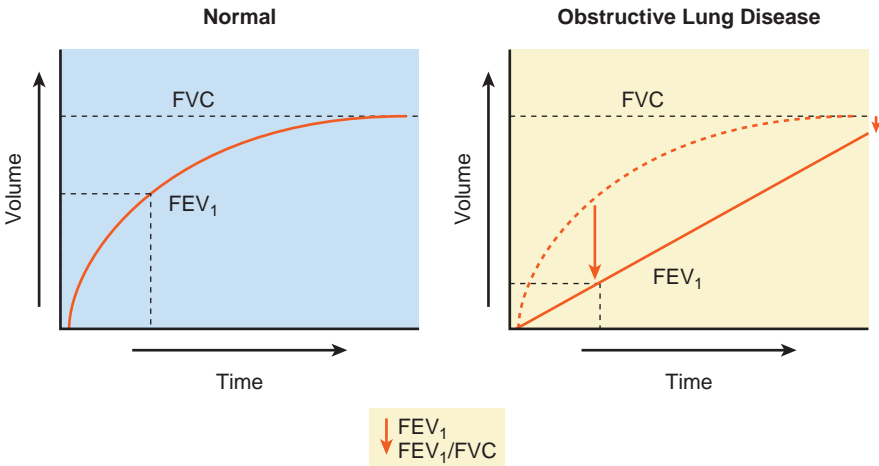 Normal
FVC
FEV₁
Volume
Time
Obstructive Lung Disease
FVC
FEV₁
Volume
Time
FEV₁
FEV₁/FVC